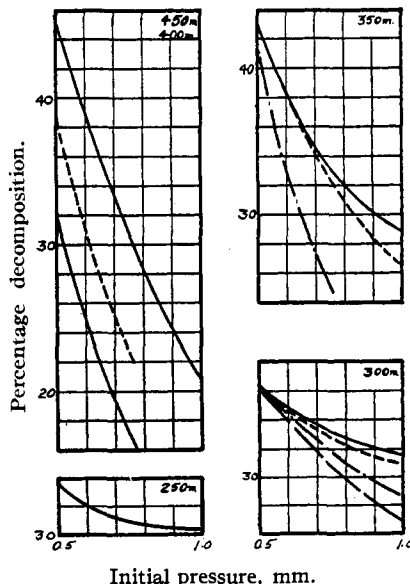 450m
400m
40
30
20
Percentage decomposition.
250m
30
0.5
1.0
350m.
40
30
300m
30
0.5
1.0
Initial pressure, mm.